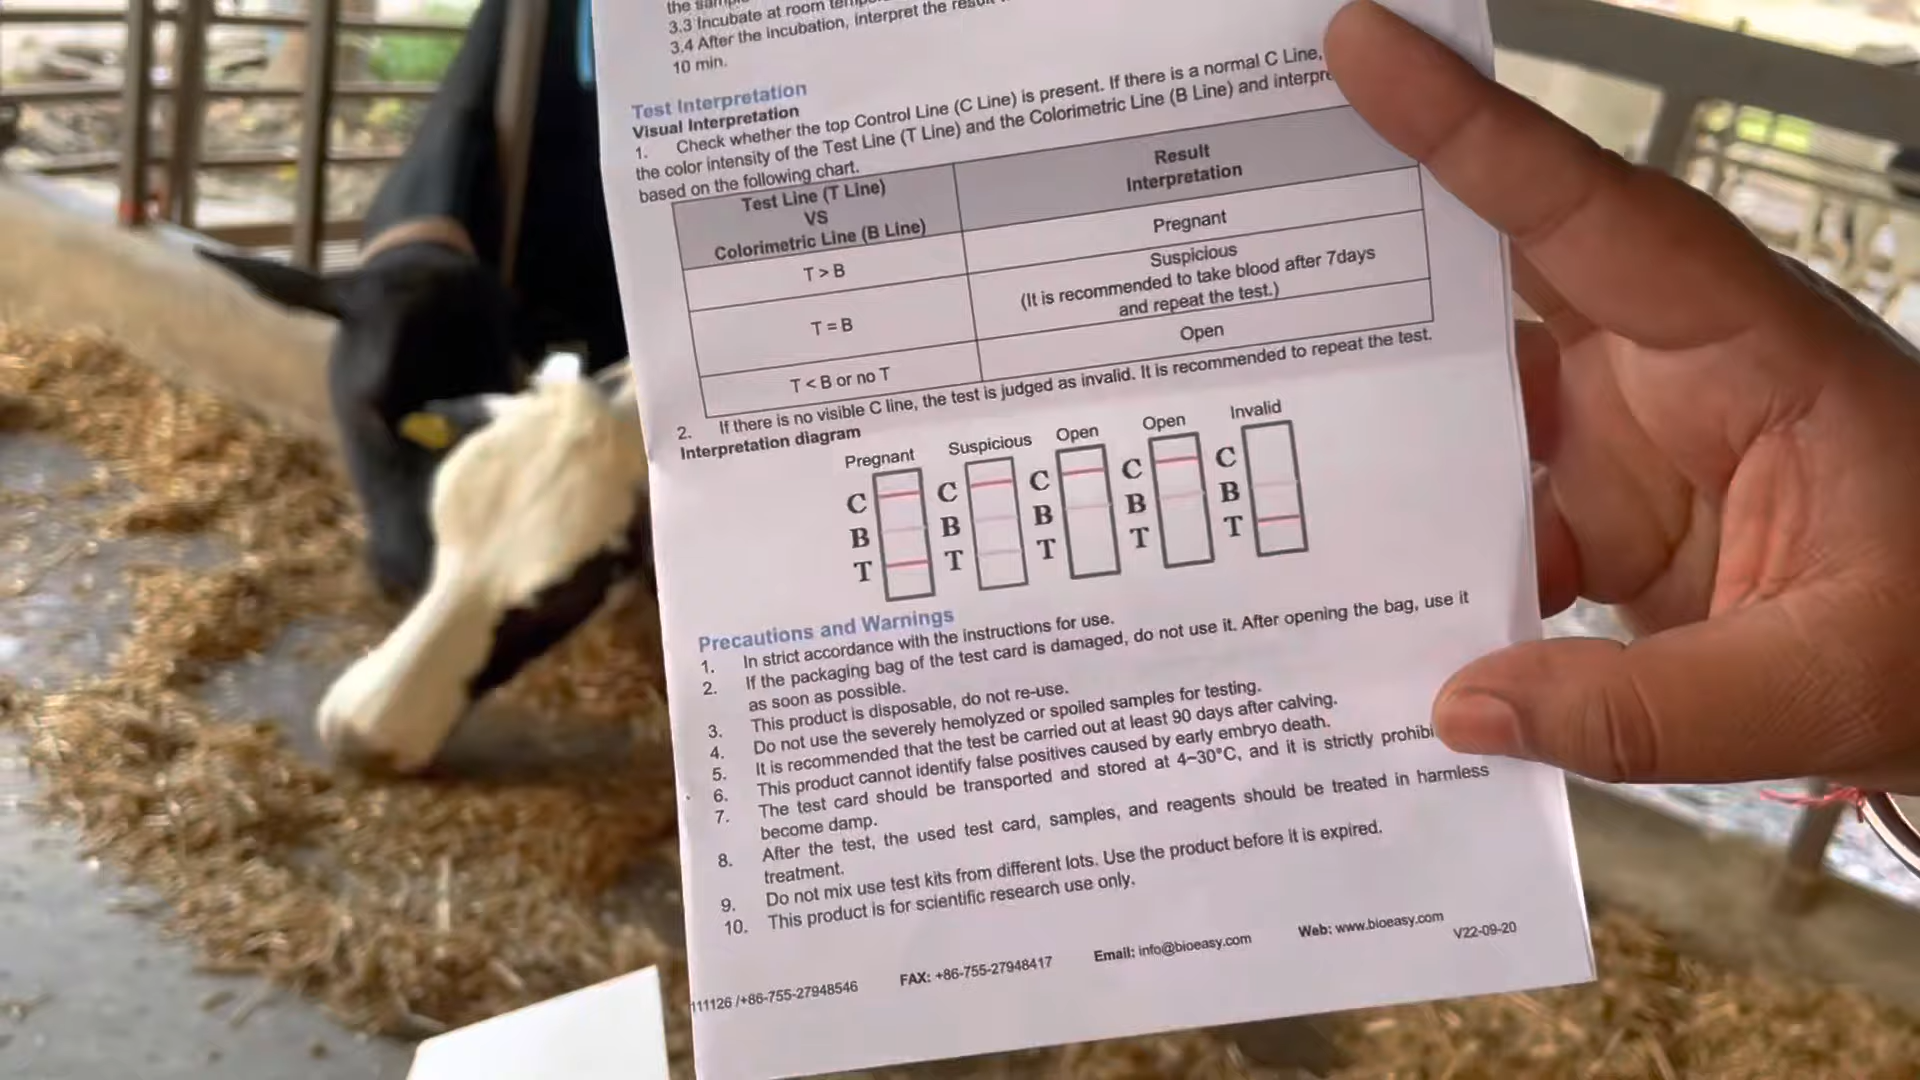 3.3 Incubate at room
3.4 After the incubation, interpret the result
10 min.
Test Interpretation
Visual Interpretation
1. Check whether the top Control Line (C Line) is present. If there is a normal C Line,
the color intensity of the Test Line (T Line) and the Colorimetric Line (B Line) and
based on the following chart.
Test Line (T Line)
VS
Colorimetric Line (B Line)
Result
Interpretation
T > B
Pregnant
T = B
Suspicious
(It is recommended to take blood after 7days
and repeat the test.)
T < B or no T
Open
2. If there is no visible C line, the test is judged as invalid. It is recommended to repeat the test.
Interpretation diagram
Pregnant Suspicious Open Open Invalid
C C C C C
B B B B B
T T T T T
Precautions and Warnings
1. In strict accordance with the instructions for use.
2. If the packaging bag of the test card is damaged, do not use it. After opening the bag, use it
as soon as possible.
3. This product is disposable, do not re-use.
4. Do not use the severely hemolyzed or spoiled samples for testing.
5. It is recommended that the test be carried out at least 90 days after calving.
6. This product cannot identify false positives caused by early embryo death.
7. The test card should be transported and stored at 4~30°C, and it is strictly
become damp.
8. After the test, the used test card, samples, and reagents should be treated in harmless
treatment.
9. Do not mix use test kits from different lots. Use the product before it is expired.
10. This product is for scientific research use only.
111126 /+86-755-27948546 FAX: +86-755-27948417 Email: info@bioeasy.com Web: www.bioeasy.com
V22-09-20